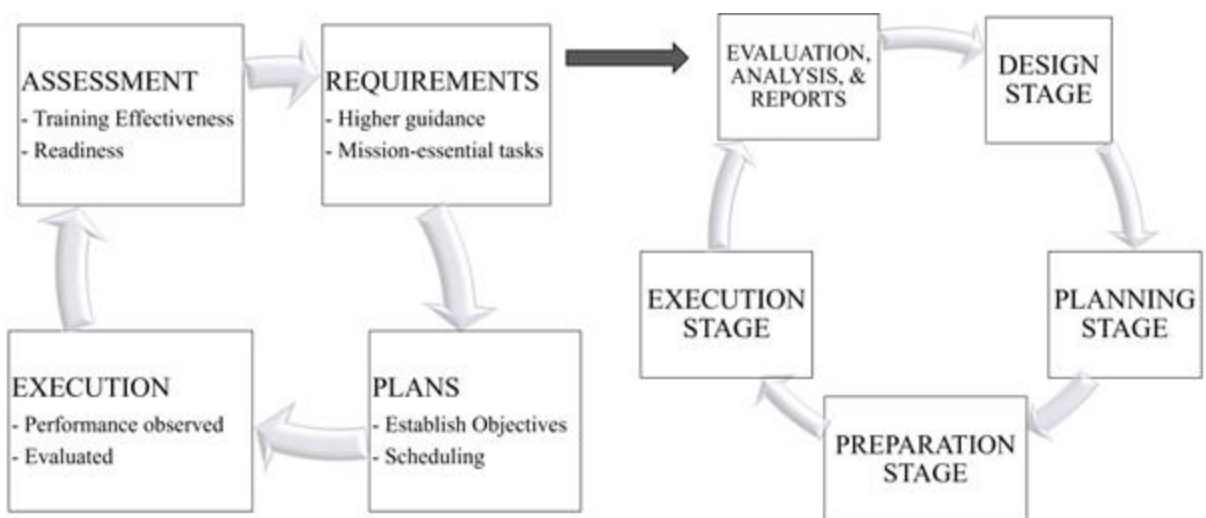 ASSESSMENT
- Training Effectiveness
- Readiness
REQUIREMENTS
- Higher guidance
- Mission-essential tasks
EXECUTION
- Performance observed
- Evaluated
PLANS
- Establish Objectives
- Scheduling
EVALUATION,
ANALYSIS, &
REPORTS
DESIGN
STAGE
EXECUTION
STAGE
PLANNING
STAGE
PREPARATION
STAGE